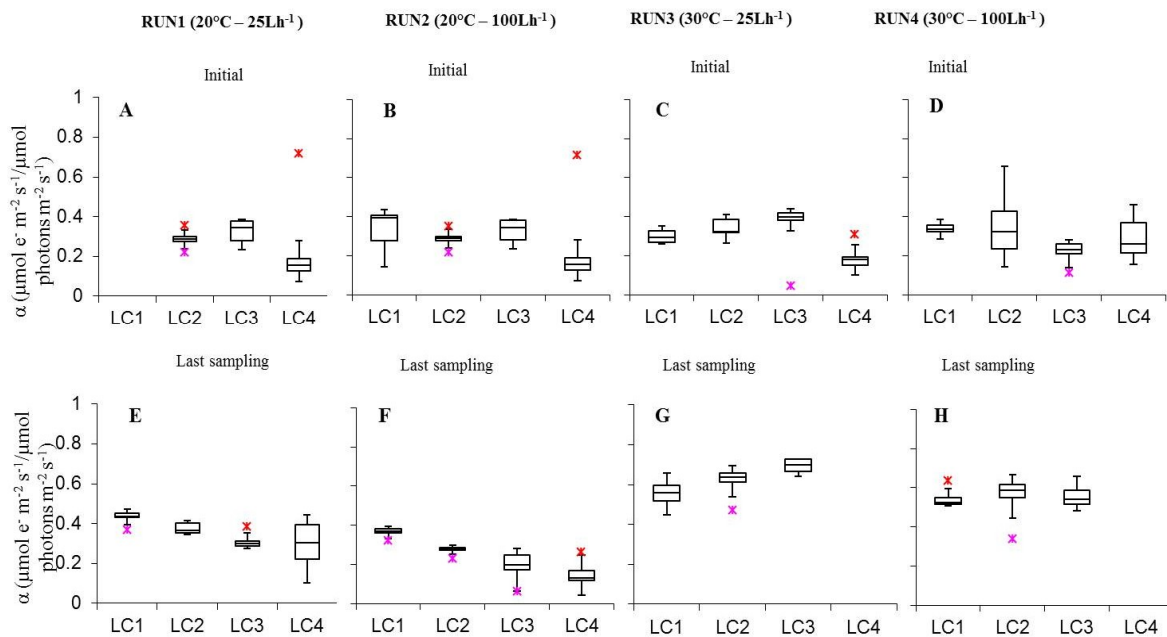 RUN1 (20°C – 25Lh⁻¹) RUN2 (20°C – 100Lh⁻¹) RUN3 (30°C – 25Lh⁻¹) RUN4 (30°C – 100Lh⁻¹)
Initial Initial Initial Initial
A B C D
α (μmol e⁻ m⁻² s⁻¹/μmol
photons m⁻² s⁻¹)
1
0.8
0.6
0.4
0.2
0
LC1 LC2 LC3 LC4 LC1 LC2 LC3 LC4 LC1 LC2 LC3 LC4 LC1 LC2 LC3 LC4
Last sampling Last sampling Last sampling Last sampling
E F G H
α (μmol e⁻ m⁻² s⁻¹/μmol
photons m⁻² s⁻¹)
1
0.8
0.6
0.4
0.2
0
LC1 LC2 LC3 LC4 LC1 LC2 LC3 LC4 LC1 LC2 LC3 LC4 LC1 LC2 LC3 LC4